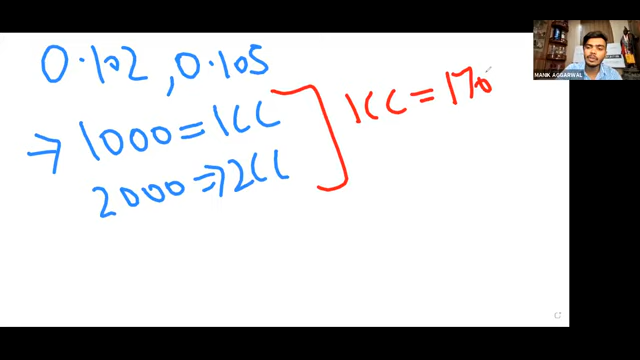 0.102, 0.105
→ 1000 = 1CC
2000 ⇒ 2CC
1CC = 170
MANIK AGGARWAL